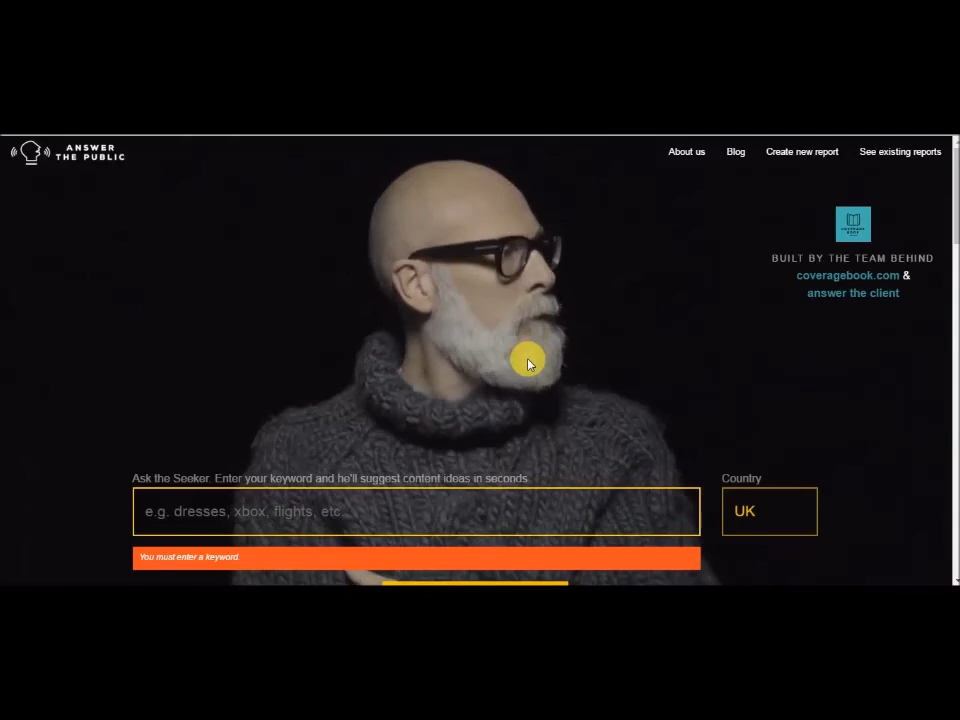 ANSWER
THE PUBLIC
About us
Blog
Create new report
See existing reports
BUILT BY THE TEAM BEHIND
coveragebook.com &
answer the client
Ask the Seeker. Enter your keyword and he'll suggest content ideas in seconds.
Country
e.g. dresses, xbox, flights, etc...
UK
You must enter a keyword.